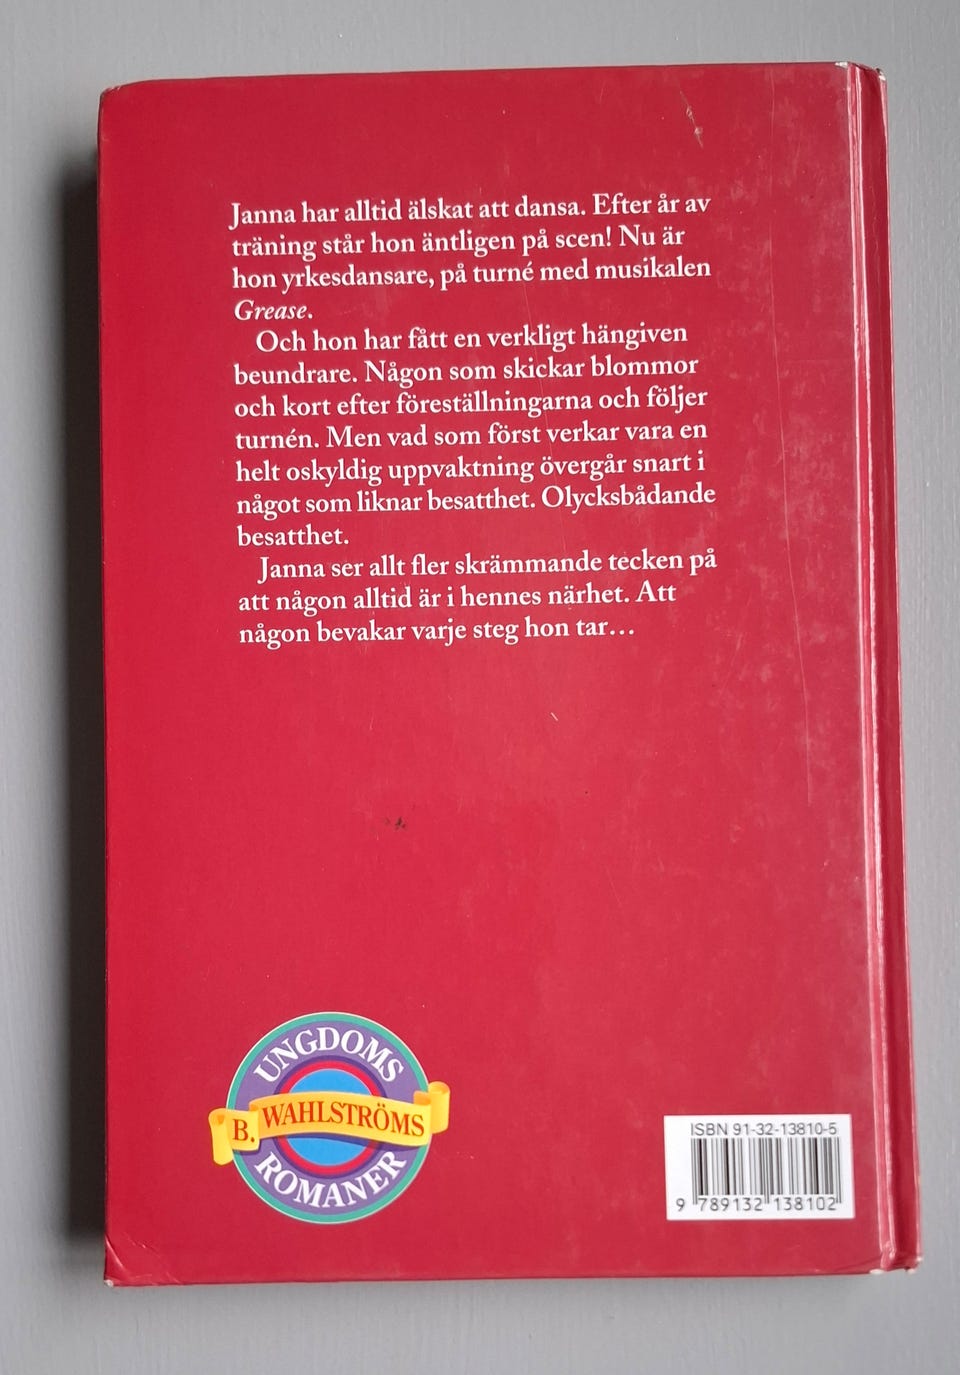 Janna har alltid älskat att dansa. Efter år av
träning står hon äntligen på scen! Nu är
hon yrkesdansare, på turné med musikalen
Grease.
Och hon har fått en verkligt hängiven
beundrare. Någon som skickar blommor
och kort efter föreställningarna och följer
turnén. Men vad som först verkar vara en
helt oskyldig uppvaktning övergår snart i
något som liknar besatthet. Olycksbådande
besatthet.
Janna ser allt fler skrämmande tecken på
att någon alltid är i hennes närhet. Att
någon bevakar varje steg hon tar…
UNGDOMS
B. WAHLSTRÖMS
ROMANER
ISBN 91-32-13810-5
9 789132 138102